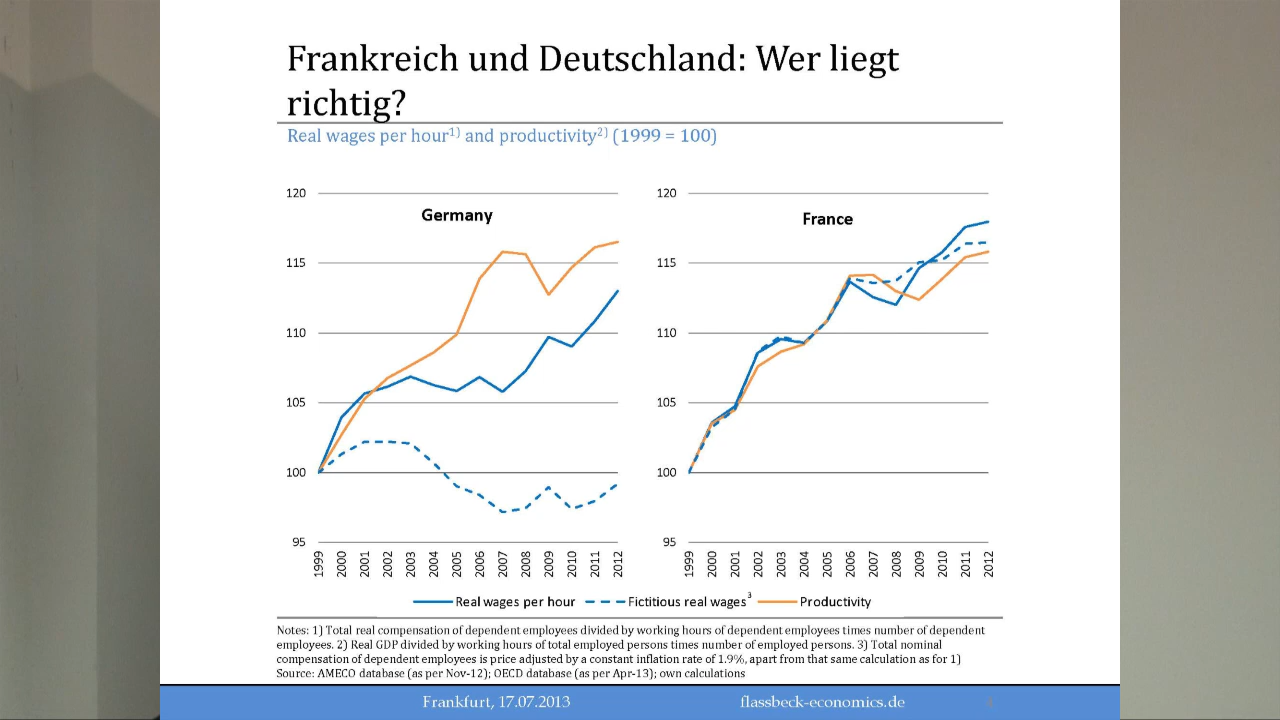 Frankreich und Deutschland: Wer liegt
richtig?
Real wages per hour1) and productivity2) (1999 = 100)
120
115
110
105
100
95
Germany
1999 2000 2001 2002 2003 2004 2005 2006 2007 2008 2009 2010 2011 2012
120
115
110
105
100
95
France
1999 2000 2001 2002 2003 2004 2005 2006 2007 2008 2009 2010 2011 2012
Real wages per hour Fictitious real wages3 Productivity
Notes: 1) Total real compensation of dependent employees divided by working hours of dependent employees times number of dependent
employees. 2) Real GDP divided by working hours of total employed persons times number of employed persons. 3) Total nominal
compensation of dependent employees is price adjusted by a constant inflation rate of 1.9%, apart from that same calculation as for 1)
Source: AMECO database (as per Nov-12); OECD database (as per Apr-13); own calculations
Frankfurt, 17.07.2013 flassbeck-economics.de